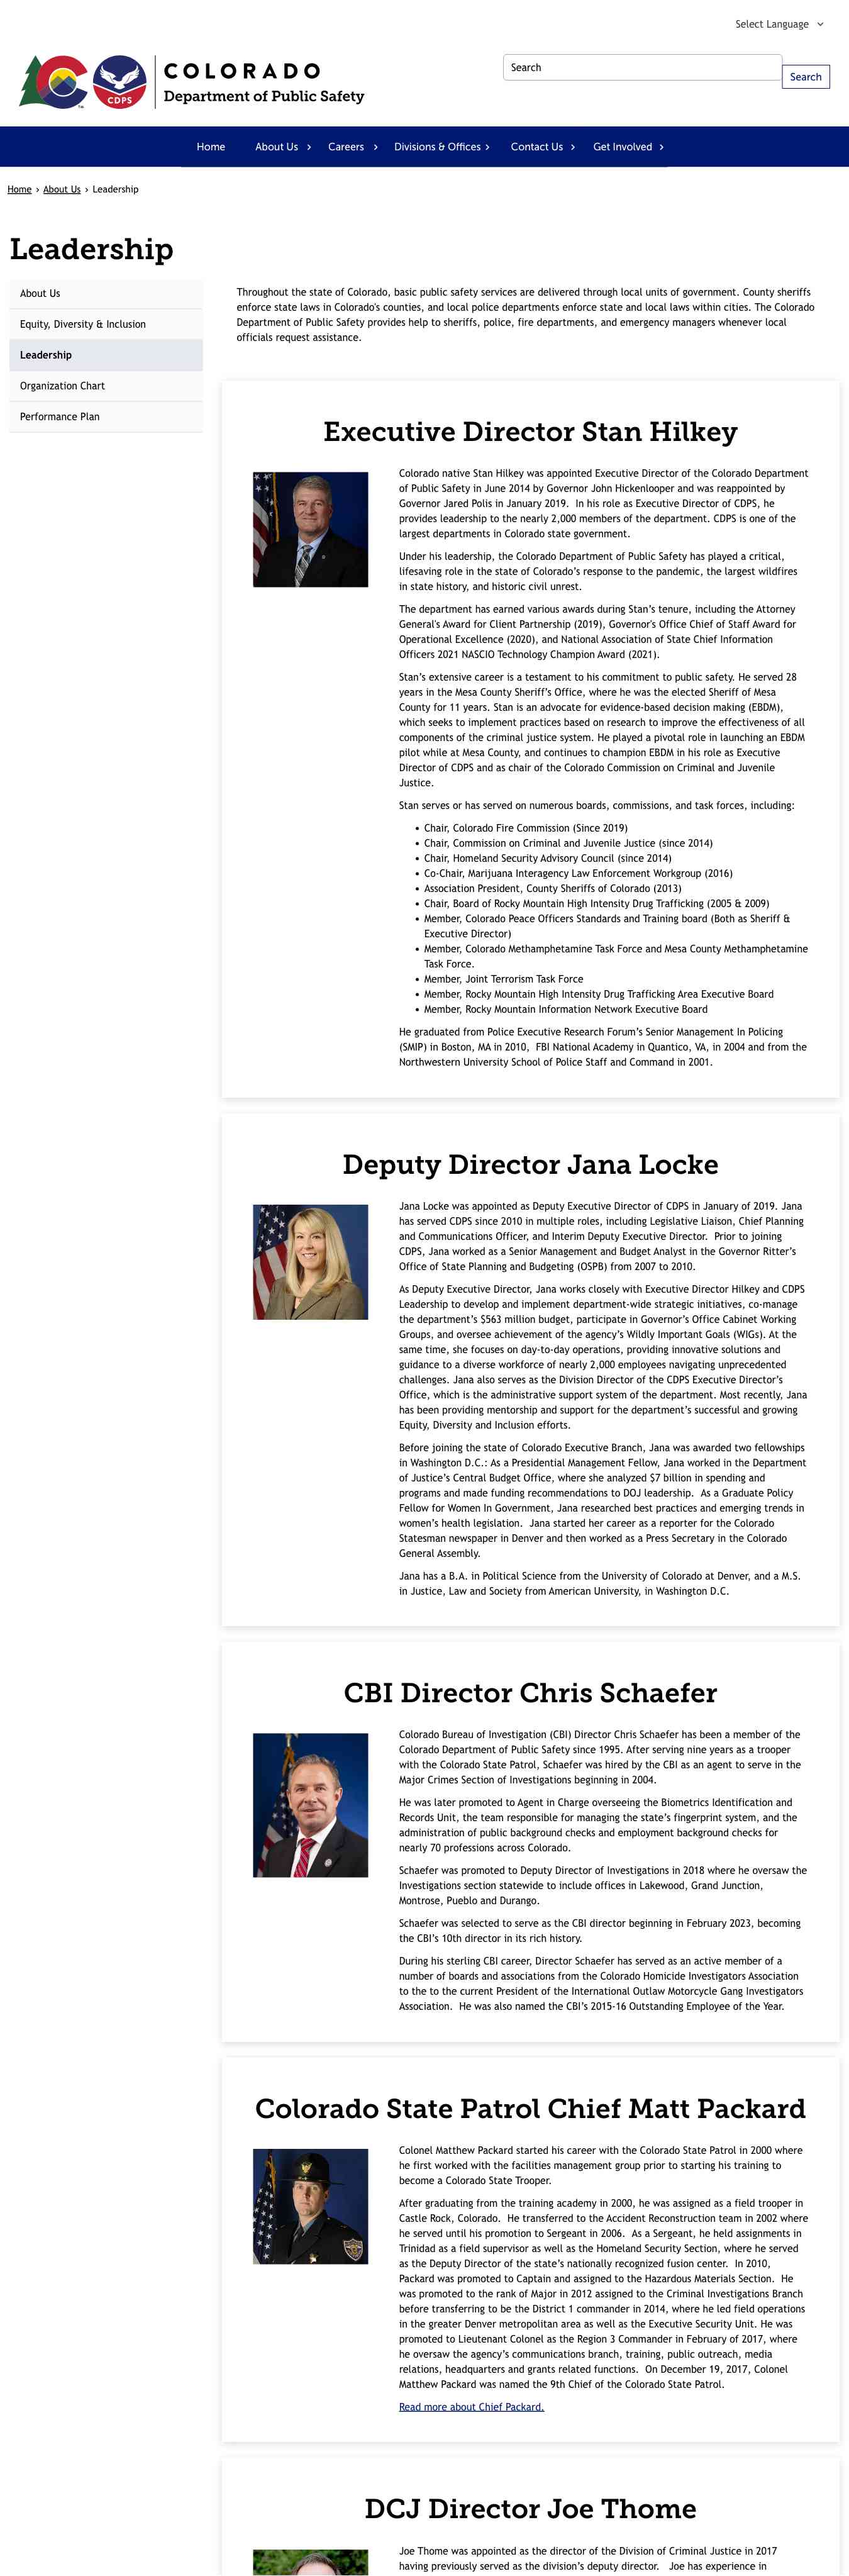 Select Language
COLORADO
Department of Public Safety
CDPS
Search
Search
Home
About Us
Careers
Divisions & Offices
Contact Us
Get Involved
Home › About Us › Leadership
Leadership
About Us
Equity, Diversity & Inclusion
Leadership
Organization Chart
Performance Plan
Throughout the state of Colorado, basic public safety services are delivered through local units of government. County sheriffs
enforce state laws in Colorado's counties, and local police departments enforce state and local laws within cities. The Colorado
Department of Public Safety provides help to sheriffs, police, fire departments, and emergency managers whenever local
officials request assistance.
Executive Director Stan Hilkey
Colorado native Stan Hilkey was appointed Executive Director of the Colorado Department
of Public Safety in June 2014 by Governor John Hickenlooper and was reappointed by
Governor Jared Polis in January 2019.  In his role as Executive Director of CDPS, he
provides leadership to the nearly 2,000 members of the department. CDPS is one of the
largest departments in Colorado state government.
Under his leadership, the Colorado Department of Public Safety has played a critical,
lifesaving role in the state of Colorado’s response to the pandemic, the largest wildfires
in state history, and historic civil unrest.
The department has earned various awards during Stan’s tenure, including the Attorney
General's Award for Client Partnership (2019), Governor's Office Chief of Staff Award for
Operational Excellence (2020), and National Association of State Chief Information
Officers 2021 NASCIO Technology Champion Award (2021).
Stan’s extensive career is a testament to his commitment to public safety. He served 28
years in the Mesa County Sheriff’s Office, where he was the elected Sheriff of Mesa
County for 11 years. Stan is an advocate for evidence-based decision making (EBDM),
which seeks to implement practices based on research to improve the effectiveness of all
components of the criminal justice system. He played a pivotal role in launching an EBDM
pilot while at Mesa County, and continues to champion EBDM in his role as Executive
Director of CDPS and as chair of the Colorado Commission on Criminal and Juvenile
Justice.
Stan serves or has served on numerous boards, commissions, and task forces, including:
• Chair, Colorado Fire Commission (Since 2019)
• Chair, Commission on Criminal and Juvenile Justice (since 2014)
• Chair, Homeland Security Advisory Council (since 2014)
• Co-Chair, Marijuana Interagency Law Enforcement Workgroup (2016)
• Association President, County Sheriffs of Colorado (2013)
• Chair, Board of Rocky Mountain High Intensity Drug Trafficking (2005 & 2009)
• Member, Colorado Peace Officers Standards and Training board (Both as Sheriff &
Executive Director)
• Member, Colorado Methamphetamine Task Force and Mesa County Methamphetamine
Task Force.
• Member, Joint Terrorism Task Force
• Member, Rocky Mountain High Intensity Drug Trafficking Area Executive Board
• Member, Rocky Mountain Information Network Executive Board
He graduated from Police Executive Research Forum’s Senior Management In Policing
(SMIP) in Boston, MA in 2010,  FBI National Academy in Quantico, VA, in 2004 and from the
Northwestern University School of Police Staff and Command in 2001.
Deputy Director Jana Locke
Jana Locke was appointed as Deputy Executive Director of CDPS in January of 2019. Jana
has served CDPS since 2010 in multiple roles, including Legislative Liaison, Chief Planning
and Communications Officer, and Interim Deputy Executive Director.  Prior to joining
CDPS, Jana worked as a Senior Management and Budget Analyst in the Governor Ritter’s
Office of State Planning and Budgeting (OSPB) from 2007 to 2010.
As Deputy Executive Director, Jana works closely with Executive Director Hilkey and CDPS
Leadership to develop and implement department-wide strategic initiatives, co-manage
the department’s $563 million budget, participate in Governor’s Office Cabinet Working
Groups, and oversee achievement of the agency’s Wildly Important Goals (WIGs). At the
same time, she focuses on day-to-day operations, providing innovative solutions and
guidance to a diverse workforce of nearly 2,000 employees navigating unprecedented
challenges. Jana also serves as the Division Director of the CDPS Executive Director’s
Office, which is the administrative support system of the department. Most recently, Jana
has been providing mentorship and support for the department’s successful and growing
Equity, Diversity and Inclusion efforts.
Before joining the state of Colorado Executive Branch, Jana was awarded two fellowships
in Washington D.C.: As a Presidential Management Fellow, Jana worked in the Department
of Justice’s Central Budget Office, where she analyzed $7 billion in spending and
programs and made funding recommendations to DOJ leadership.  As a Graduate Policy
Fellow for Women In Government, Jana researched best practices and emerging trends in
women’s health legislation.  Jana started her career as a reporter for the Colorado
Statesman newspaper in Denver and then worked as a Press Secretary in the Colorado
General Assembly.
Jana has a B.A. in Political Science from the University of Colorado at Denver, and a M.S.
in Justice, Law and Society from American University, in Washington D.C.
CBI Director Chris Schaefer
Colorado Bureau of Investigation (CBI) Director Chris Schaefer has been a member of the
Colorado Department of Public Safety since 1995. After serving nine years as a trooper
with the Colorado State Patrol, Schaefer was hired by the CBI as an agent to serve in the
Major Crimes Section of Investigations beginning in 2004.
He was later promoted to Agent in Charge overseeing the Biometrics Identification and
Records Unit, the team responsible for managing the state’s fingerprint system, and the
administration of public background checks and employment background checks for
nearly 70 professions across Colorado.
Schaefer was promoted to Deputy Director of Investigations in 2018 where he oversaw the
Investigations section statewide to include offices in Lakewood, Grand Junction,
Montrose, Pueblo and Durango.
Schaefer was selected to serve as the CBI director beginning in February 2023, becoming
the CBI’s 10th director in its rich history.
During his sterling CBI career, Director Schaefer has served as an active member of a
number of boards and associations from the Colorado Homicide Investigators Association
to the to the current President of the International Outlaw Motorcycle Gang Investigators
Association.  He was also named the CBI’s 2015-16 Outstanding Employee of the Year.
Colorado State Patrol Chief Matt Packard
Colonel Matthew Packard started his career with the Colorado State Patrol in 2000 where
he first worked with the facilities management group prior to starting his training to
become a Colorado State Trooper.
After graduating from the training academy in 2000, he was assigned as a field trooper in
Castle Rock, Colorado.  He transferred to the Accident Reconstruction team in 2002 where
he served until his promotion to Sergeant in 2006.  As a Sergeant, he held assignments in
Trinidad as a field supervisor as well as the Homeland Security Section, where he served
as the Deputy Director of the state’s nationally recognized fusion center.  In 2010,
Packard was promoted to Captain and assigned to the Hazardous Materials Section.  He
was promoted to the rank of Major in 2012 assigned to the Criminal Investigations Branch
before transferring to be the District 1 commander in 2014, where he led field operations
in the greater Denver metropolitan area as well as the Executive Security Unit. He was
promoted to Lieutenant Colonel as the Region 3 Commander in February of 2017, where
he oversaw the agency’s communications branch, training, public outreach, media
relations, headquarters and grants related functions.  On December 19, 2017, Colonel
Matthew Packard was named the 9th Chief of the Colorado State Patrol.
Read more about Chief Packard.
DCJ Director Joe Thome
Joe Thome was appointed as the director of the Division of Criminal Justice in 2017
having previously served as the division’s deputy director.   Joe has experience in